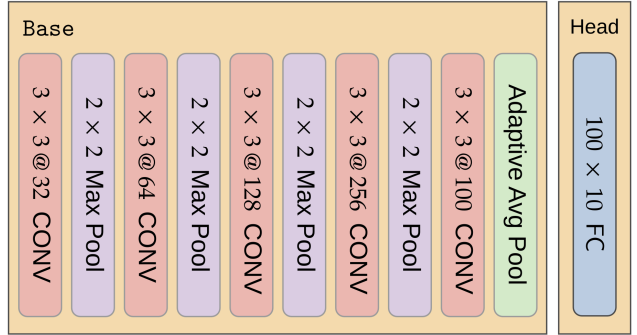 Base
3 × 3@32 CONV
2 × 2 Max Pool
3 × 3@64 CONV
2 × 2 Max Pool
3 × 3@128 CONV
2 × 2 Max Pool
3 × 3@256 CONV
2 × 2 Max Pool
3 × 3@100 CONV
Adaptive Avg Pool
Head
100 × 10 FC